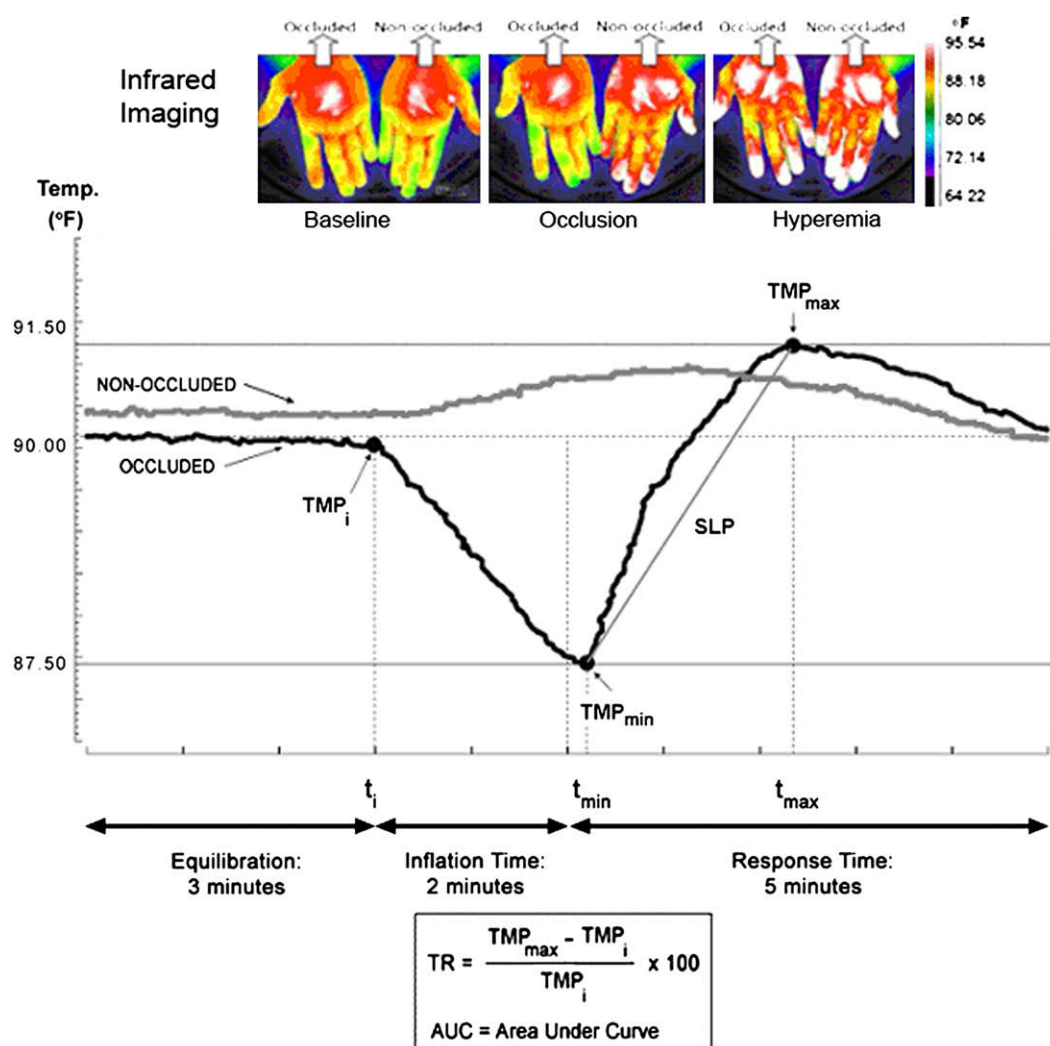 Occluded Non-occluded Occluded Non-occluded Occluded Non-occluded
°F
Infrared
Imaging
95.54
88.18
80 06
72.14
64 22
Baseline Occlusion Hyperemia
Temp.
(ºF)
TMPmax
91.50
NON-OCCLUDED
90.00
OCCLUDED
TMPi
SLP
87.50
TMPmin
ti tmin tmax
Equilibration: Inflation Time: Response Time:
3 minutes 2 minutes 5 minutes
TR = TMPmax - TMPi / TMPi x 100
AUC = Area Under Curve